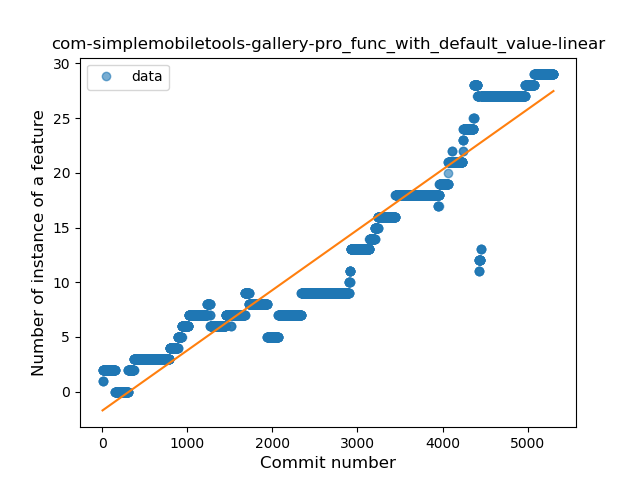 com-simplemobiletools-gallery-pro_func_with_default_value-linear
data
Number of instance of a feature
30
25
20
15
10
5
0
0 1000 2000 3000 4000 5000
Commit number